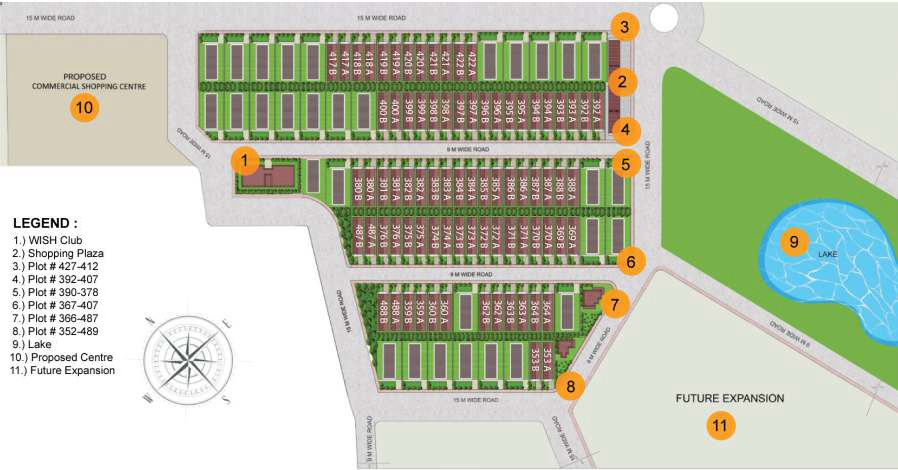 15 M WIDE ROAD
15 M WIDE ROAD
3
PROPOSED
COMMERCIAL SHOPPING CENTRE
10
417 B
417 A
418 B
418 A
419 B
419 A
420 B
420 A
421 B
421 A
422 B
422 A
2
400 B
400 A
399 B
399 A
398 B
398 A
397 B
397 A
396 B
396 A
395 B
395 A
394 B
394 A
393 B
393 A
392 B
392 A
4
15 M WIDE ROAD
15 M WIDE ROAD
9 M WIDE ROAD
15 M WIDE ROAD
1
5
380 B
380 A
381 B
381 A
382 B
382 A
383 B
383 A
384 B
384 A
385 B
385 A
386 B
386 A
387 B
387 A
388 B
388 A
487 B
487 A
376 B
376 A
375 B
375 A
374 B
374 A
373 B
373 A
372 B
372 A
371 B
371 A
370 B
370 A
369 B
369 A
6
9
LAKE
9 M WIDE ROAD
LEGEND :
1.) WISH Club
2.) Shopping Plaza
3.) Plot # 427-412
4.) Plot # 392-407
5.) Plot # 390-378
6.) Plot # 367-407
7.) Plot # 366-487
8.) Plot # 352-489
9.) Lake
10.) Proposed Centre
11.) Future Expansion
N
E
W
S
15 M WIDE ROAD
488 B
488 A
359 B
359 A
360 B
360 A
362 B
362 A
363 B
363 A
364 B
364 A
7
9 M WIDE ROAD
9 M WIDE ROAD
353 B
353 A
8
15 M WIDE ROAD
9 M WIDE ROAD
15 M WIDE ROAD
FUTURE EXPANSION
11